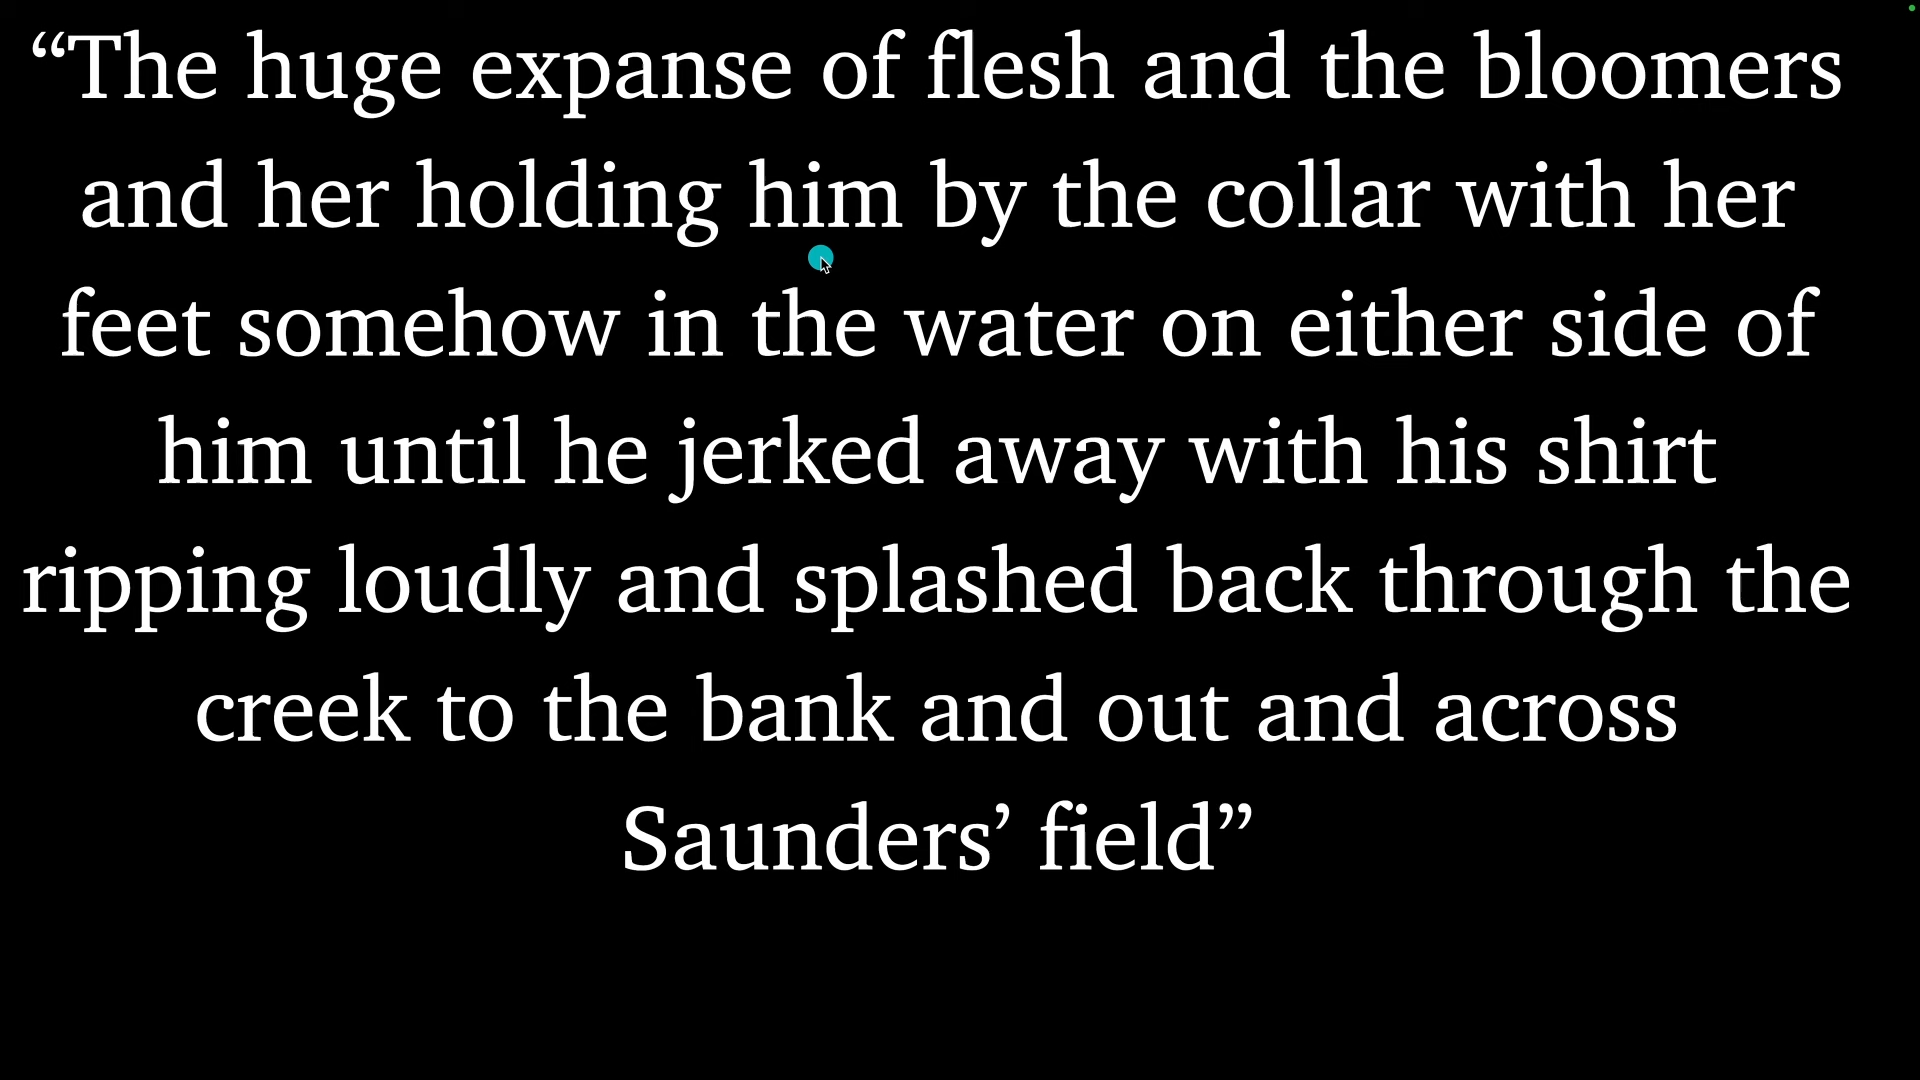 “The huge expanse of flesh and the bloomers
and her holding him by the collar with her
feet somehow in the water on either side of
him until he jerked away with his shirt
ripping loudly and splashed back through the
creek to the bank and out and across
Saunders’ field”